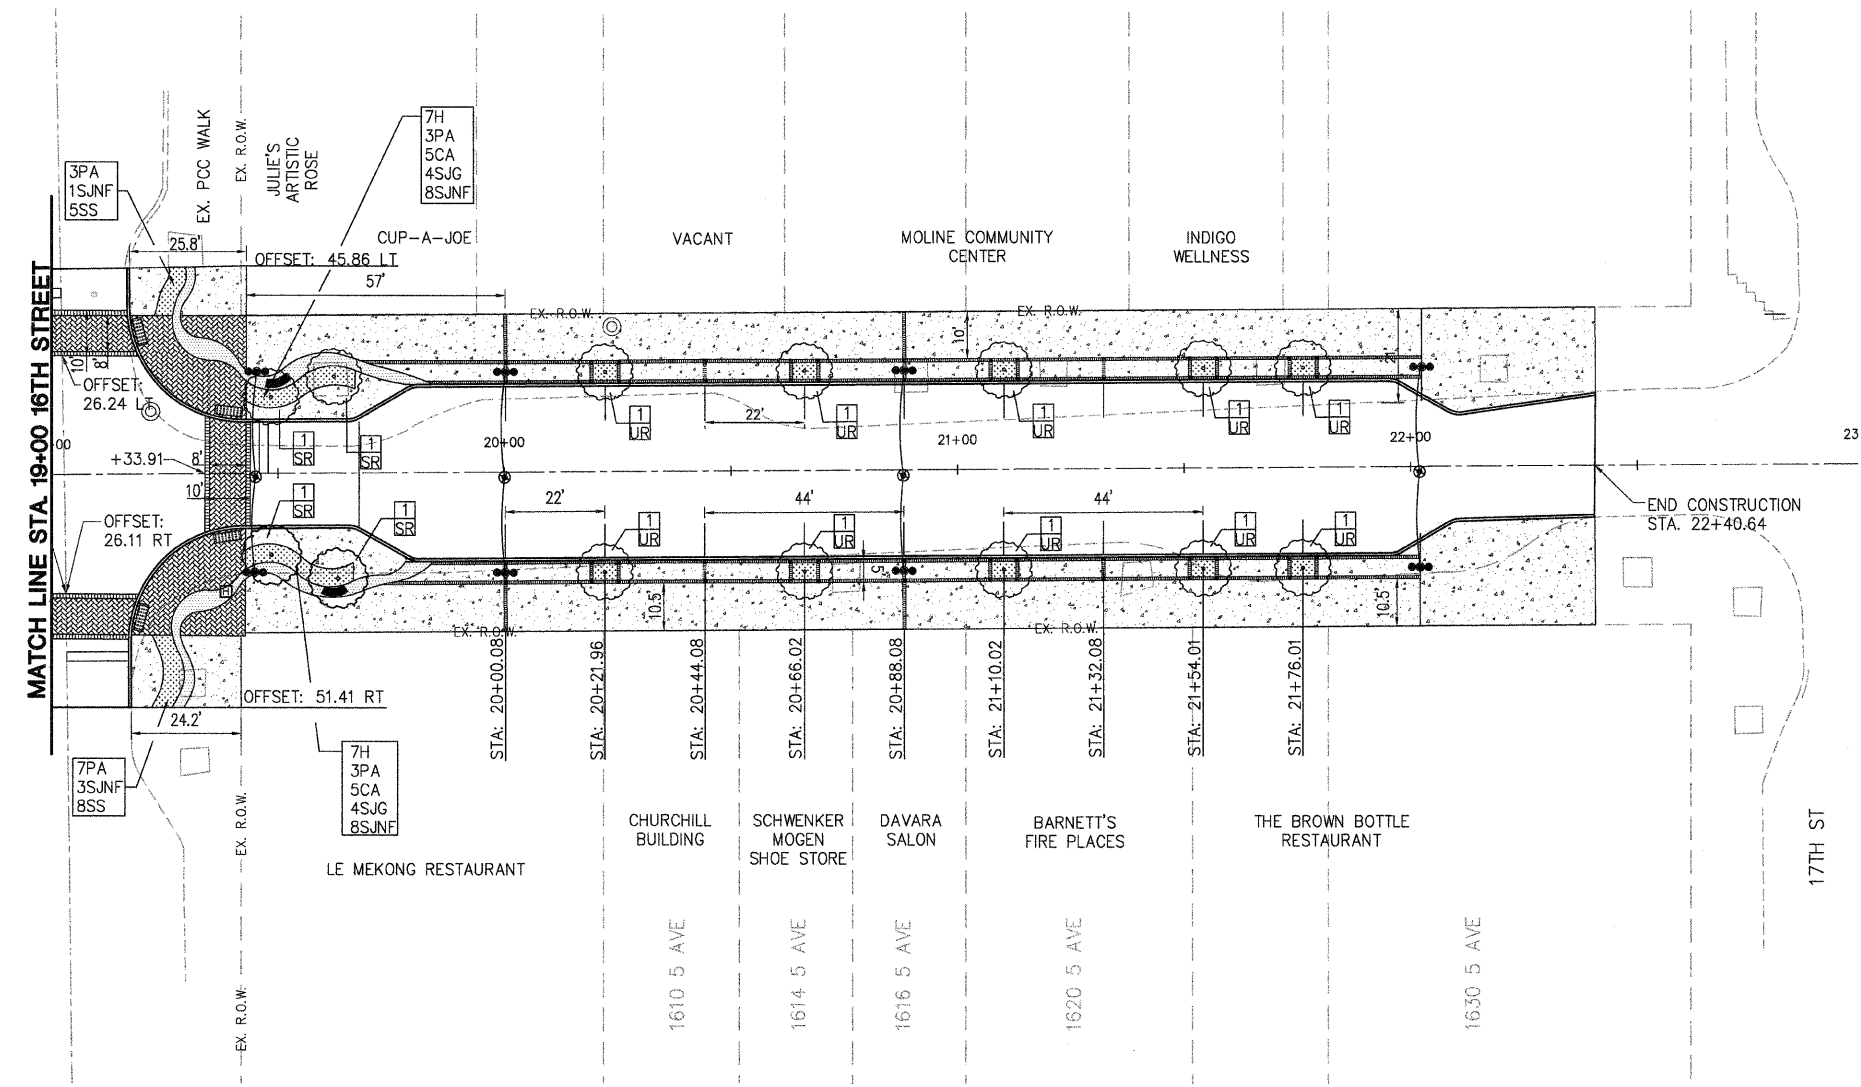 MATCH LINE STA. 19+00 16TH STREET
3PA
1SJNF
5SS
EX. PCC WALK
EX. R.O.W.
JULIE'S
ARTISTIC
ROSE
7H
3PA
5CA
4SJG
8SJNF
CUP-A-JOE
VACANT
MOLINE COMMUNITY
CENTER
INDIGO
WELLNESS
25.8'
OFFSET: 45.86 LT
57'
EX. R.O.W.
EX. R.O.W.
10'
21'
10'
8'
OFFSET:
26.24 LT
1
UR
1
UR
1
UR
1
UR
1
UR
22'
1
SR
1
SR
00
20+00
21+00
22+00
23
+33.91
8'
10'
22'
44'
44'
END CONSTRUCTION
STA. 22+40.64
1
SR
1
SR
OFFSET:
26.11 RT
1
UR
1
UR
1
UR
1
UR
1
UR
5'
10.5'
10.5'
EX. R.O.W.
EX. R.O.W.
OFFSET: 51.41 RT
24.2'
STA: 20+00.08
STA: 20+21.96
STA: 20+44.08
STA: 20+66.02
STA: 20+88.08
STA: 21+10.02
STA: 21+32.08
STA: 21+54.01
STA: 21+76.01
7PA
3SJNF
8SS
7H
3PA
5CA
4SJG
8SJNF
EX. R.O.W.
LE MEKONG RESTAURANT
CHURCHILL
BUILDING
SCHWENKER
MOGEN
SHOE STORE
DAVARA
SALON
BARNETT'S
FIRE PLACES
THE BROWN BOTTLE
RESTAURANT
17TH ST
EX. R.O.W.
1610 5 AVE
1614 5 AVE
1616 5 AVE
1620 5 AVE
1630 5 AVE